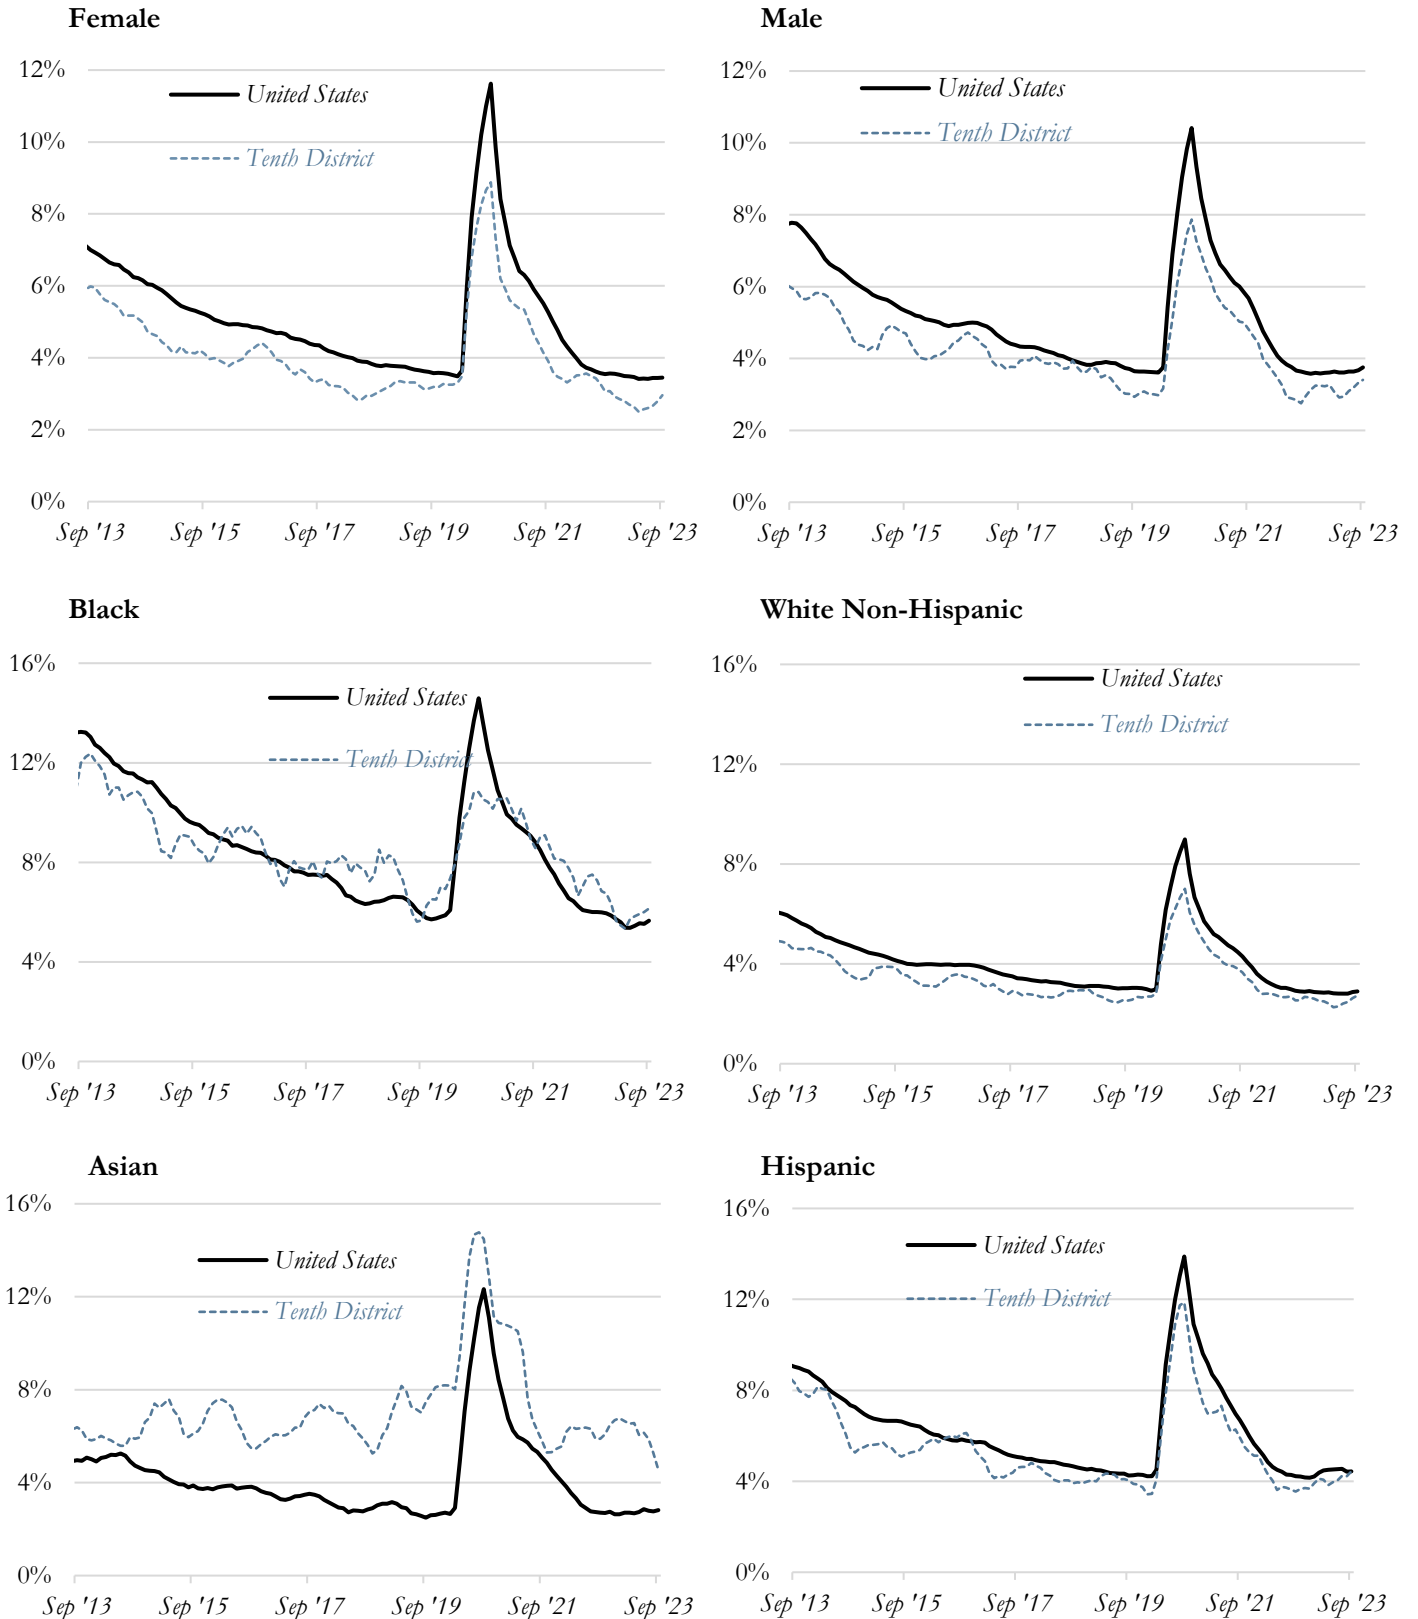 Female
12%
10%
8%
6%
4%
2%
0%
United States
Tenth District
Sep '13 Sep '15 Sep '17 Sep '19 Sep '21 Sep '23
Male
12%
10%
8%
6%
4%
2%
0%
United States
Tenth District
Sep '13 Sep '15 Sep '17 Sep '19 Sep '21 Sep '23
Black
16%
12%
8%
4%
0%
United States
Tenth District
Sep '13 Sep '15 Sep '17 Sep '19 Sep '21 Sep '23
White Non-Hispanic
16%
12%
8%
4%
0%
United States
Tenth District
Sep '13 Sep '15 Sep '17 Sep '19 Sep '21 Sep '23
Asian
16%
12%
8%
4%
0%
United States
Tenth District
Sep '13 Sep '15 Sep '17 Sep '19 Sep '21 Sep '23
Hispanic
16%
12%
8%
4%
0%
United States
Tenth District
Sep '13 Sep '15 Sep '17 Sep '19 Sep '21 Sep '23